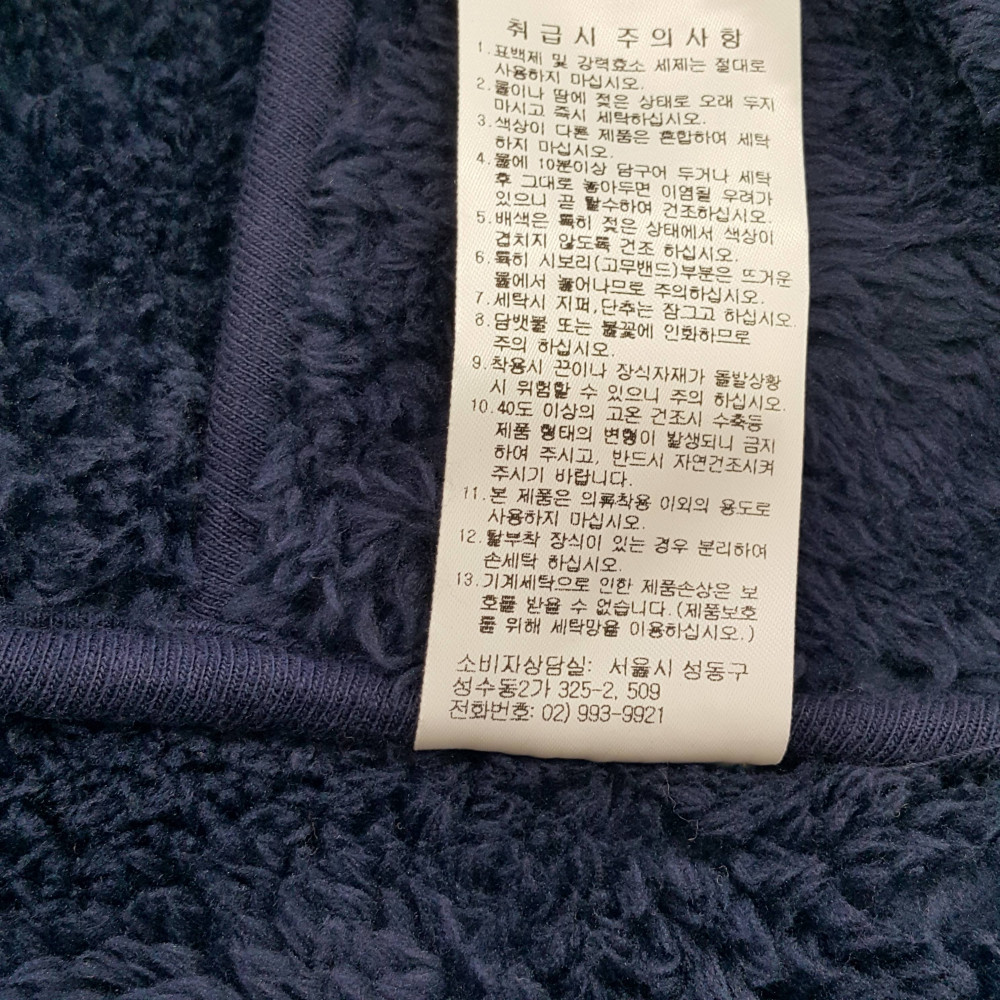 취급시 주의사항
1.표백제 및 강력효소 세제는 절대로
사용하지 마십시오.
2.물이나 땀에 젖은 상태로 오래 두지
마시고 즉시 세탁하십시오.
3.색상이 다른 제품은 혼합하여 세탁
하지 마십시오.
4.물에 10분이상 담구어 두거나 세탁
후 그대로 놓아두면 이염될 우려가
있으니 곧 탈수하여 건조하십시오.
5.배색은 특히 젖은 상태에서 색상이
겹치지 않도록 건조 하십시오.
6.특히 시보리(고무밴드)부분은 뜨거운
물에서 늘어나므로 주의하십시오.
7.세탁시 지퍼,단추는 잠그고 하십시오.
8.담뱃불 또는 불꽃에 인화하므로
주의 하십시오.
9.착용시 끈이나 장식자재가 돌발상황
시 위험할 수 있으니 주의 하십시오.
10.40도 이상의 고온 건조시 수축등
제품 형태의 변형이 발생되니 금지
하여 주시고, 반드시 자연건조시켜
주시기 바랍니다.
11.본 제품은 의류착용 이외의 용도로
사용하지 마십시오.
12.탈부착 장식이 있는 경우 분리하여
손세탁 하십시오.
13.기계세탁으로 인한 제품손상은 보
호를 받을 수 없습니다.(제품보호
를 위해 세탁망을 이용하십시오.)
소비자상담실: 서울시 성동구
성수동2가 325-2, 509
전화번호: 02) 993-9921